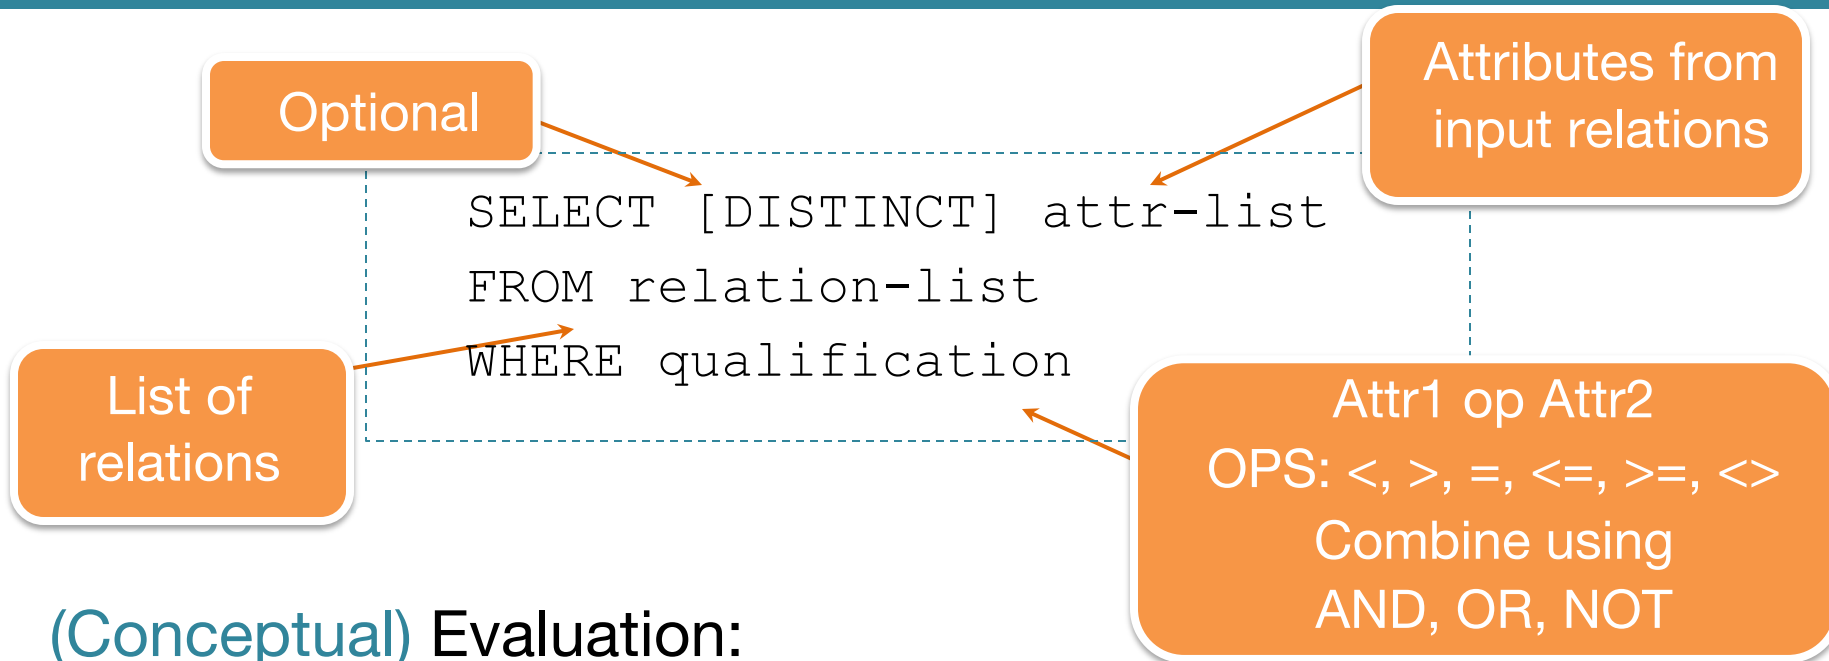 Optional
Attributes from
input relations
SELECT [DISTINCT] attr-list
FROM relation-list
WHERE qualification
List of
relations
Attr1 op Attr2
OPS: <, >, =, <=, >=, <>
Combine using
AND, OR, NOT
(Conceptual) Evaluation: